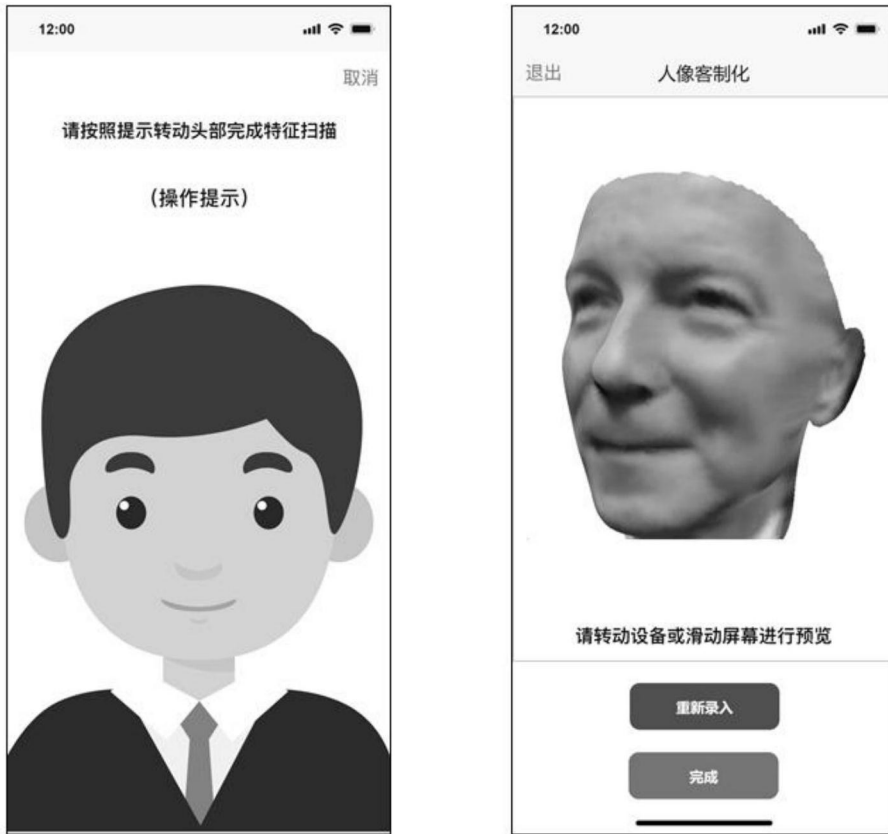 12:00
取消
请按照提示转动头部完成特征扫描
（操作提示）
12:00
退出
人像客制化
请转动设备或滑动屏幕进行预览
重新录入
完成